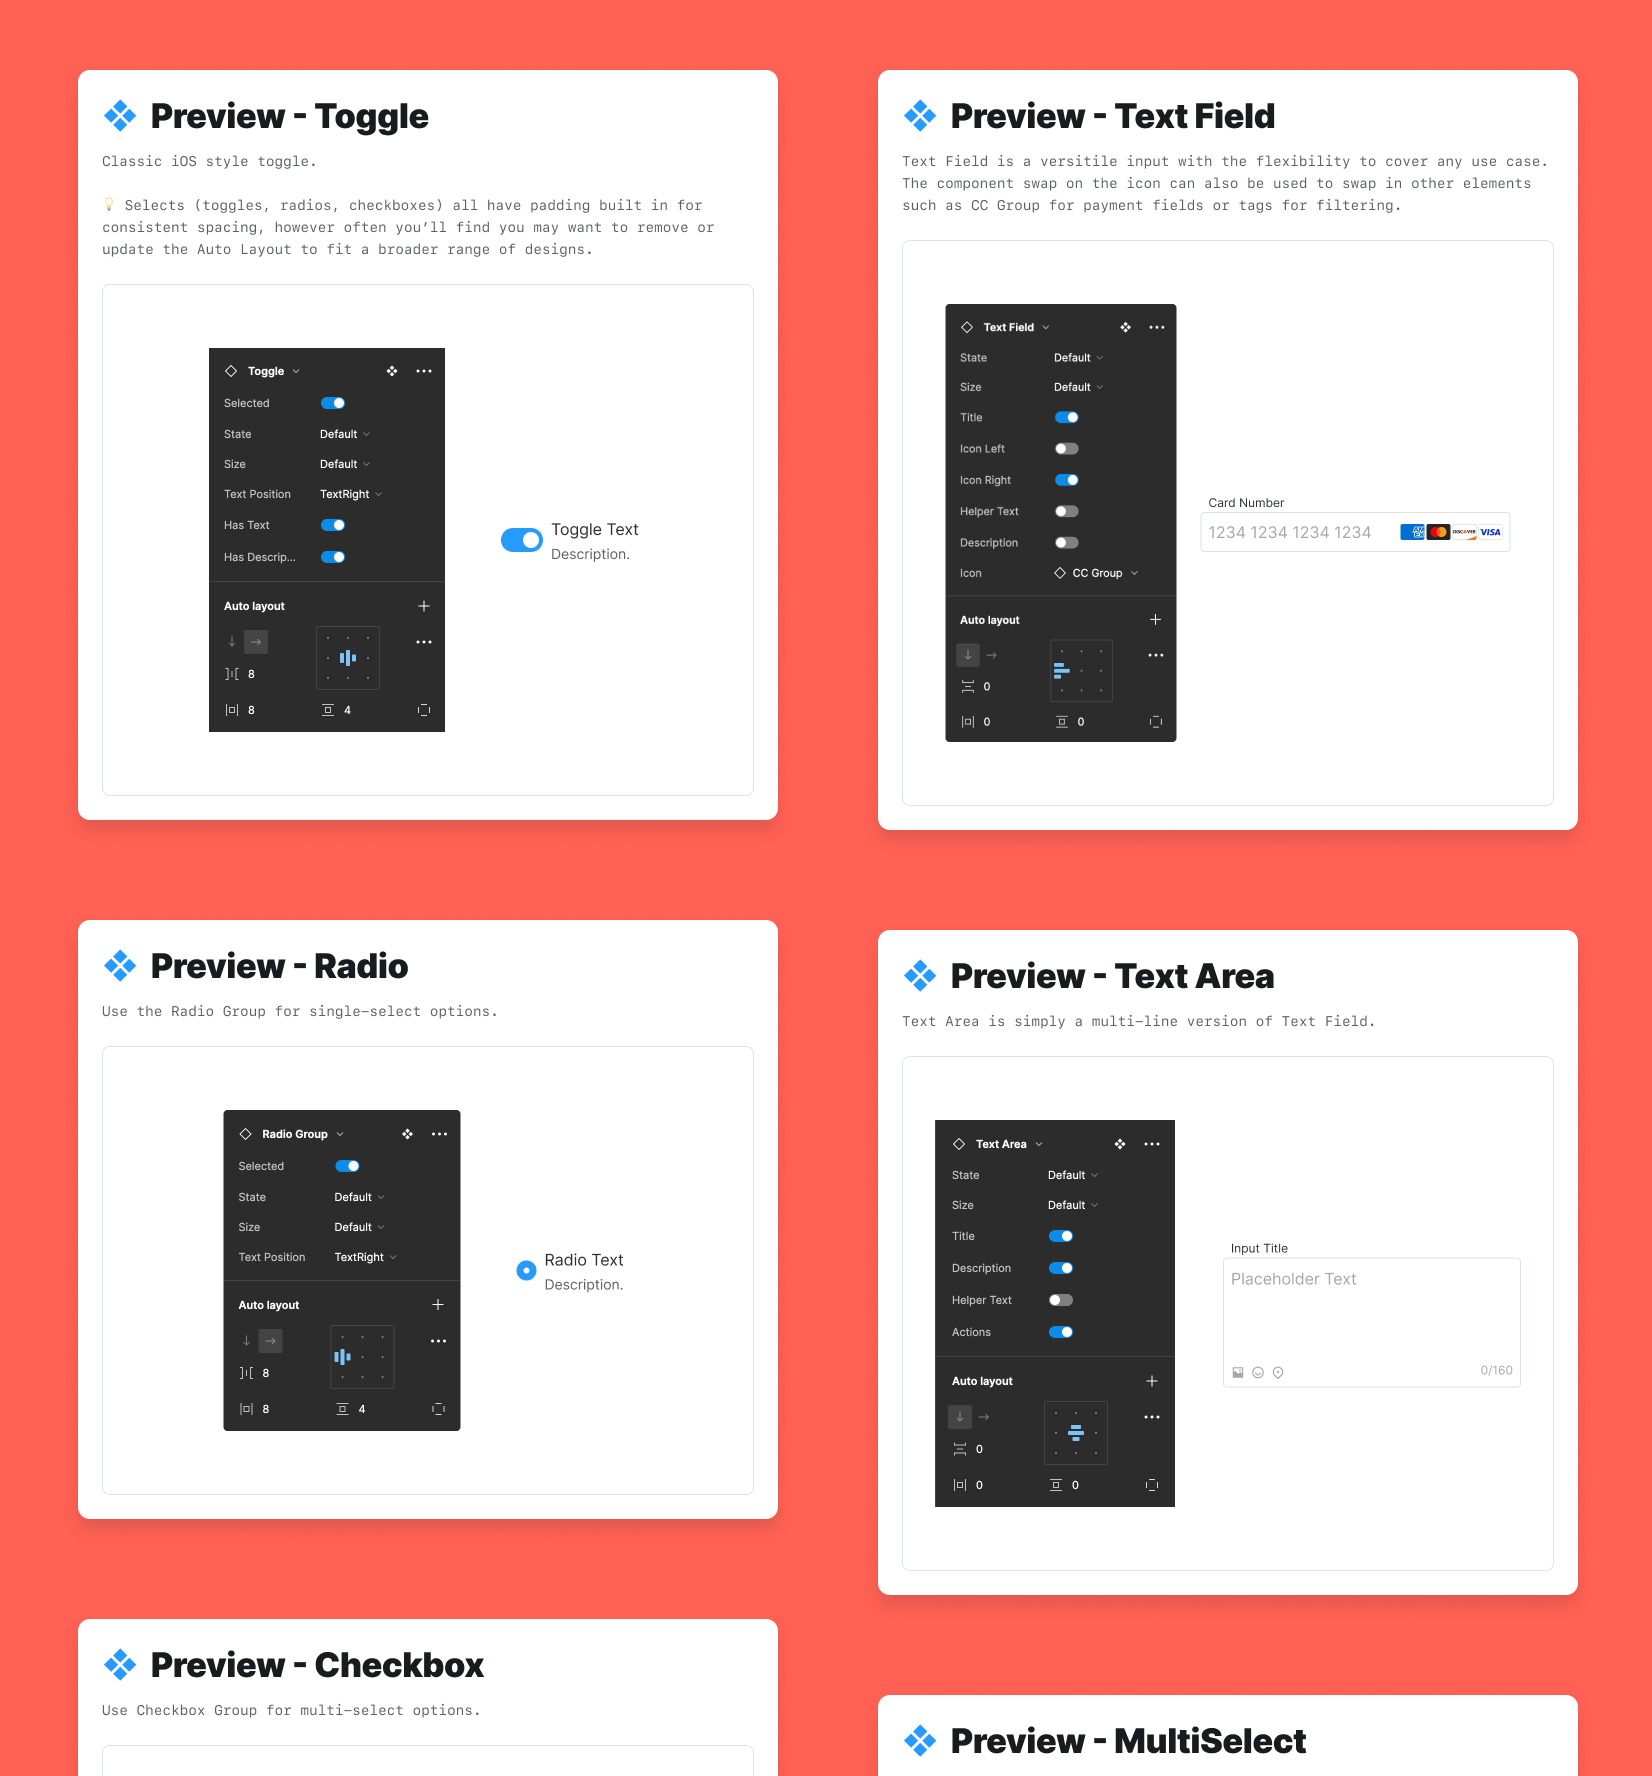 Preview - Toggle
Classic iOS style toggle.
💡 Selects (toggles, radios, checkboxes) all have padding built in for
consistent spacing, however often you’ll find you may want to remove or
update the Auto Layout to fit a broader range of designs.
Toggle
Selected
State Default
Size Default
Text Position TextRight
Has Text
Has Descrip...
Auto layout
8
8 4
Toggle Text
Description.
Preview - Text Field
Text Field is a versitile input with the flexibility to cover any use case.
The component swap on the icon can also be used to swap in other elements
such as CC Group for payment fields or tags for filtering.
Text Field
State Default
Size Default
Title
Icon Left
Icon Right
Helper Text
Description
Icon CC Group
Auto layout
0
0 0
Card Number
1234 1234 1234 1234 AM EX DISCOVER VISA
Preview - Radio
Use the Radio Group for single-select options.
Radio Group
Selected
State Default
Size Default
Text Position TextRight
Auto layout
8
8 4
Radio Text
Description.
Preview - Text Area
Text Area is simply a multi-line version of Text Field.
Text Area
State Default
Size Default
Title
Description
Helper Text
Actions
Auto layout
0
0 0
Input Title
Placeholder Text
0/160
Preview - Checkbox
Use Checkbox Group for multi-select options.
Preview - MultiSelect